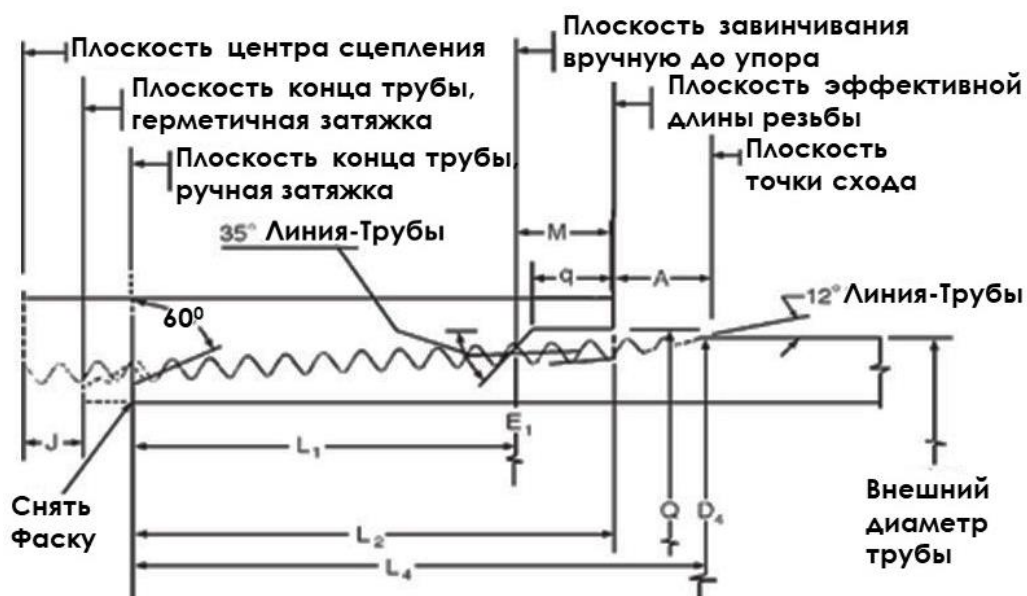 Плоскость центра сцепления
Плоскость завинчивания
вручную до упора
Плоскость конца трубы,
герметичная затяжка
Плоскость эффективной
длины резьбы
Плоскость конца трубы,
ручная затяжка
Плоскость
точки схода
35° Линия-Трубы
M
q
A
12° Линия-Трубы
60⁰
J
L₁
E₁
Снять
Фаску
L₂
Q
D₄
L₄
Внешний
диаметр
трубы